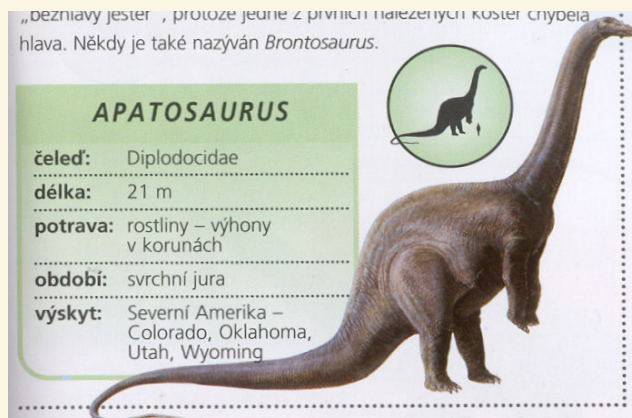 „bezhlavý ještěr“, protože jedné z prvních nalezených koster chyběla
hlava. Někdy je také nazýván Brontosaurus.
APATOSAURUS
čeleď: Diplodocidae
délka: 21 m
potrava: rostliny – výhony
v korunách
období: svrchní jura
výskyt: Severní Amerika –
Colorado, Oklahoma,
Utah, Wyoming